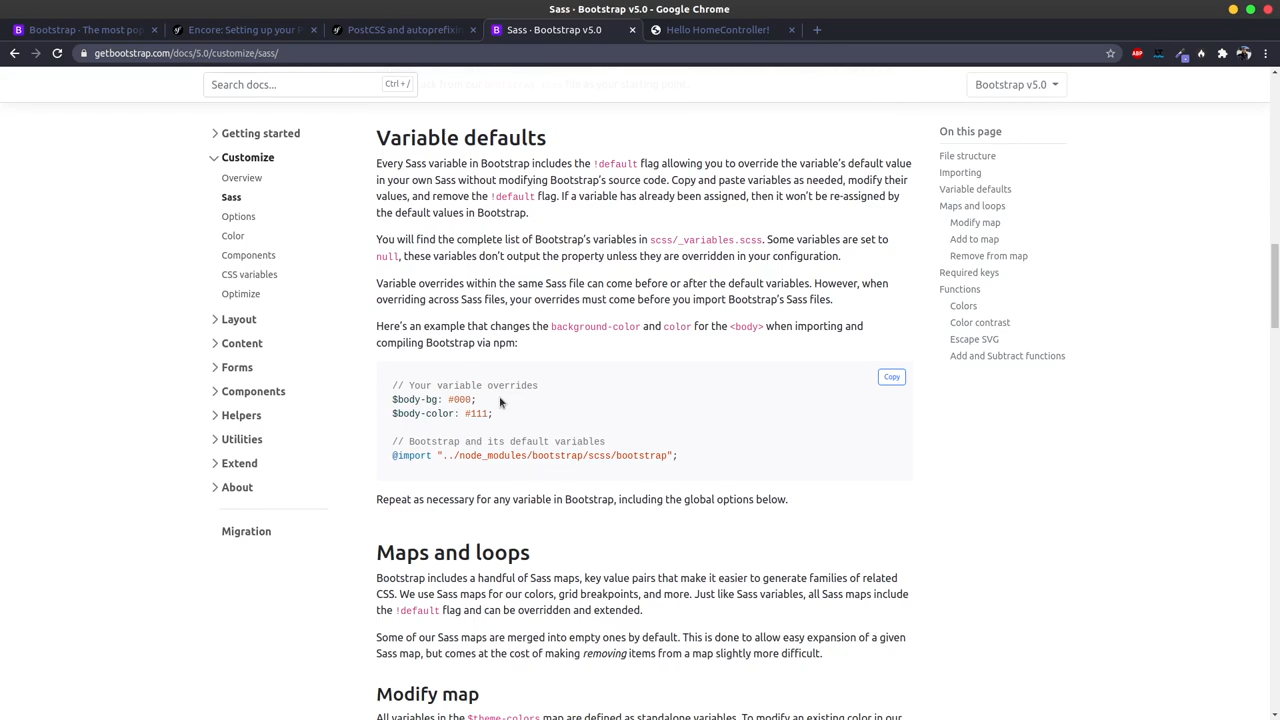 Sass · Bootstrap v5.0 - Google Chrome
Bootstrap · The most pop
Encore: Setting up your P
PostCSS and autoprefixin
Sass · Bootstrap v5.0
Hello HomeController!
getbootstrap.com/docs/5.0/customize/sass/
ABP
Search docs...
Ctrl + /
file as your starting point.
Bootstrap v5.0
Getting started
Customize
Overview
Sass
Options
Color
Components
CSS variables
Optimize
Layout
Content
Forms
Components
Helpers
Utilities
Extend
About
Migration
Variable defaults
Every Sass variable in Bootstrap includes the !default flag allowing you to override the variable's default value
in your own Sass without modifying Bootstrap's source code. Copy and paste variables as needed, modify their
values, and remove the !default flag. If a variable has already been assigned, then it won't be re-assigned by
the default values in Bootstrap.
You will find the complete list of Bootstrap's variables in scss/_variables.scss. Some variables are set to
null, these variables don't output the property unless they are overridden in your configuration.
Variable overrides within the same Sass file can come before or after the default variables. However, when
overriding across Sass files, your overrides must come before you import Bootstrap's Sass files.
Here's an example that changes the background-color and color for the <body> when importing and
compiling Bootstrap via npm:
Copy
// Your variable overrides
$body-bg: #000;
$body-color: #111;
// Bootstrap and its default variables
@import "../node_modules/bootstrap/scss/bootstrap";
Repeat as necessary for any variable in Bootstrap, including the global options below.
Maps and loops
Bootstrap includes a handful of Sass maps, key value pairs that make it easier to generate families of related
CSS. We use Sass maps for our colors, grid breakpoints, and more. Just like Sass variables, all Sass maps include
the !default flag and can be overridden and extended.
Some of our Sass maps are merged into empty ones by default. This is done to allow easy expansion of a given
Sass map, but comes at the cost of making removing items from a map slightly more difficult.
Modify map
All variables in the $theme-colors map are defined as standalone variables. To modify an existing color in our
On this page
File structure
Importing
Variable defaults
Maps and loops
Modify map
Add to map
Remove from map
Required keys
Functions
Colors
Color contrast
Escape SVG
Add and Subtract functions